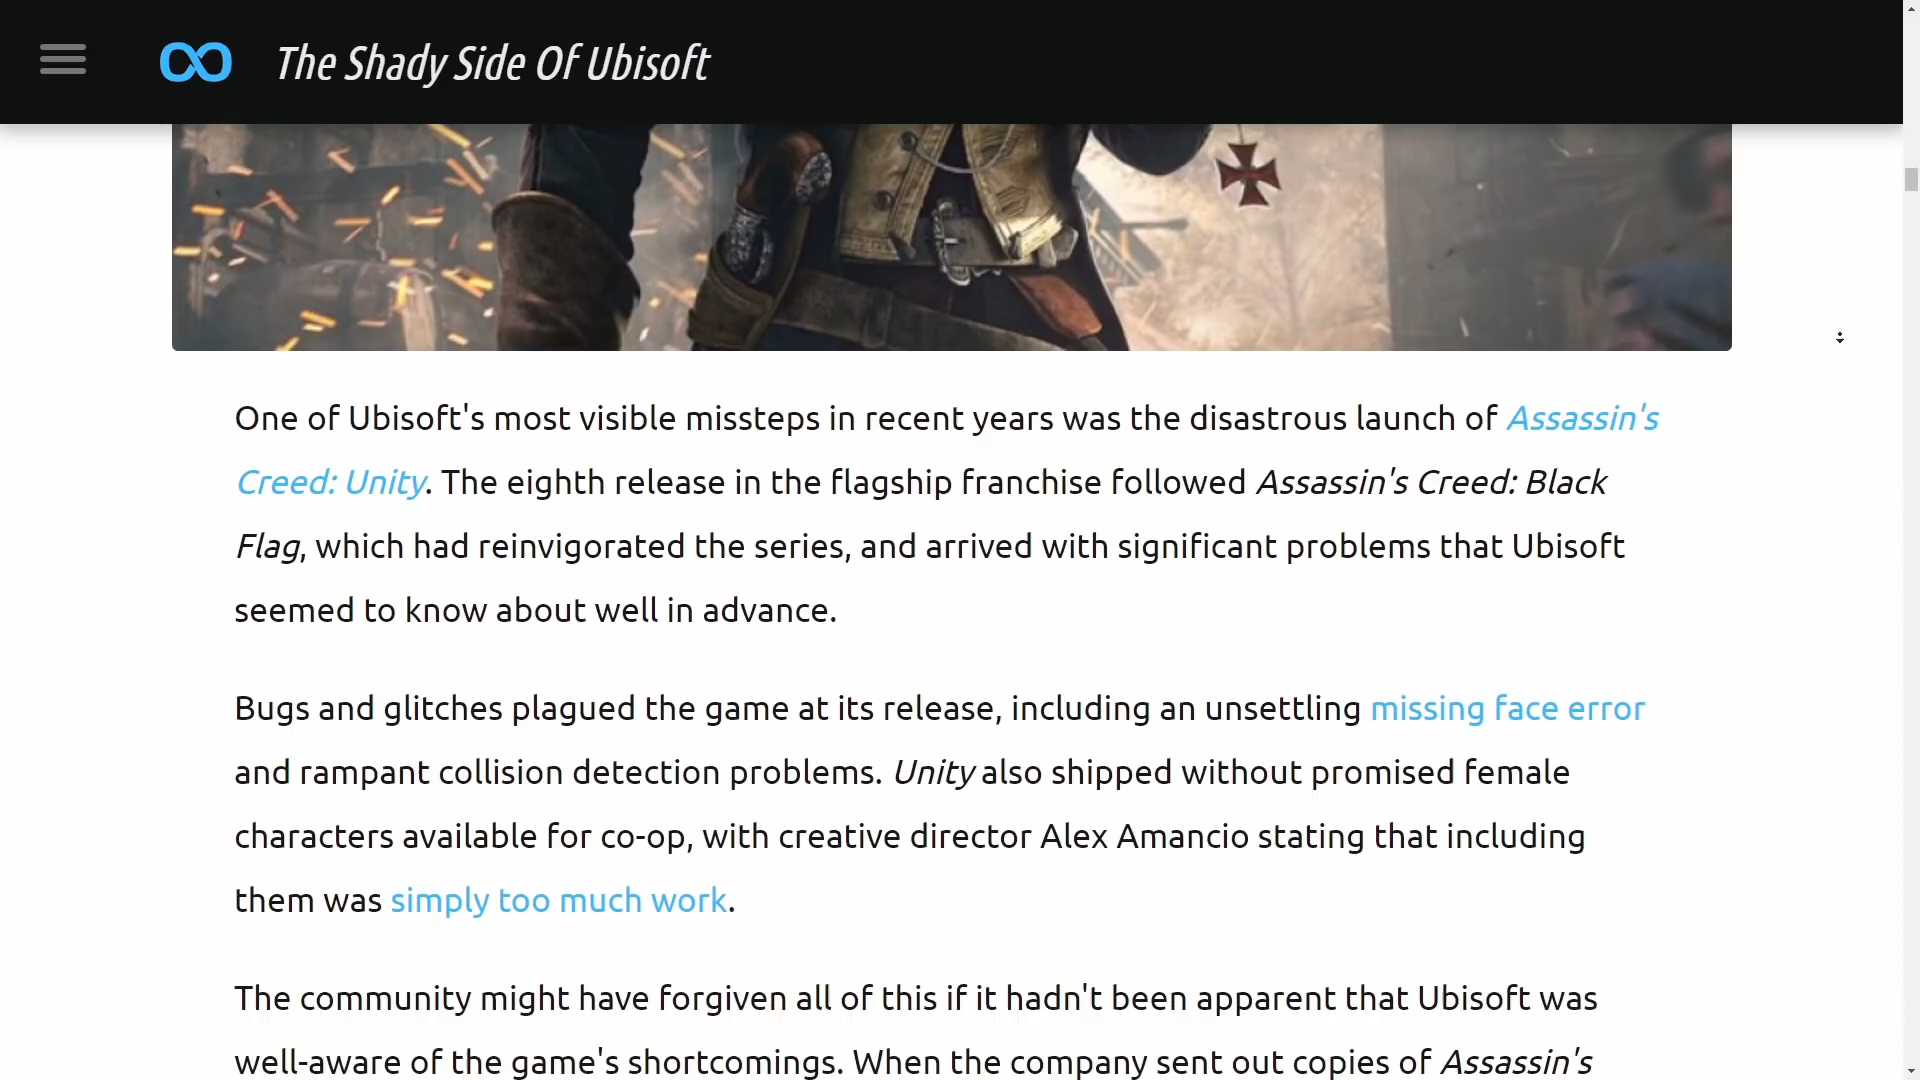 The Shady Side Of Ubisoft
One of Ubisoft's most visible missteps in recent years was the disastrous launch of Assassin's
Creed: Unity. The eighth release in the flagship franchise followed Assassin's Creed: Black
Flag, which had reinvigorated the series, and arrived with significant problems that Ubisoft
seemed to know about well in advance.
Bugs and glitches plagued the game at its release, including an unsettling missing face error
and rampant collision detection problems. Unity also shipped without promised female
characters available for co-op, with creative director Alex Amancio stating that including
them was simply too much work.
The community might have forgiven all of this if it hadn't been apparent that Ubisoft was
well-aware of the game's shortcomings. When the company sent out copies of Assassin's